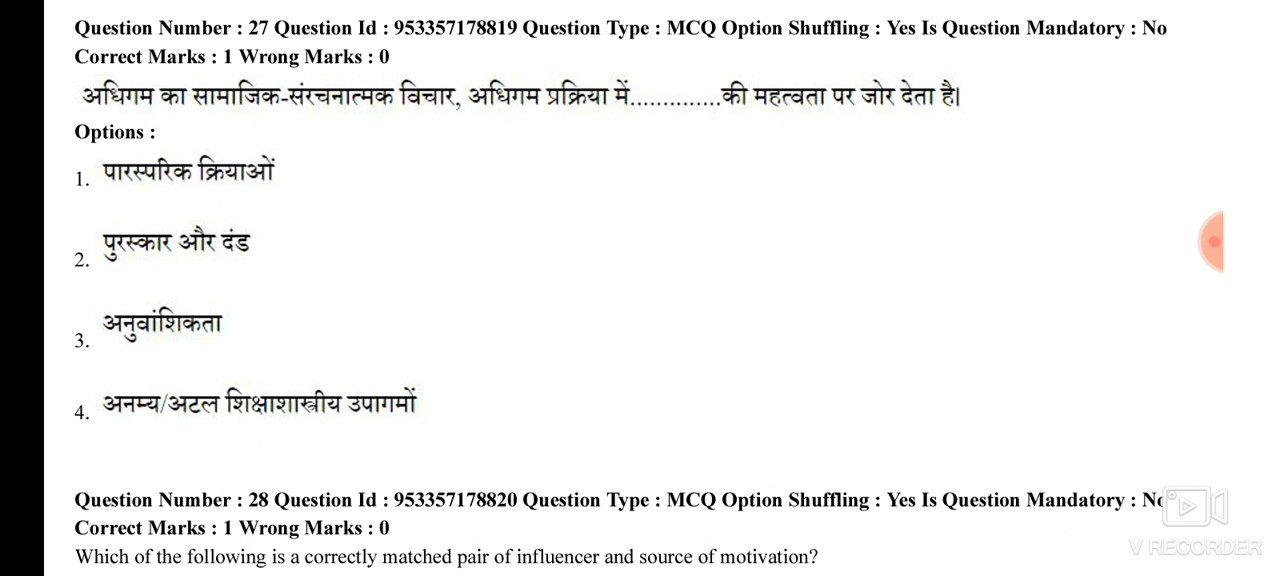 Question Number : 27 Question Id : 953357178819 Question Type : MCQ Option Shuffling : Yes Is Question Mandatory : No
Correct Marks : 1 Wrong Marks : 0
अधिगम का सामाजिक-संरचनात्मक विचार, अधिगम प्रक्रिया में..............की महत्वता पर जोर देता है।
Options :
1. पारस्परिक क्रियाओं
2. पुरस्कार और दंड
3. अनुवांशिकता
4. अनम्य/अटल शिक्षाशास्त्रीय उपागमों
Question Number : 28 Question Id : 953357178820 Question Type : MCQ Option Shuffling : Yes Is Question Mandatory : No
Correct Marks : 1 Wrong Marks : 0
Which of the following is a correctly matched pair of influencer and source of motivation?
V RECORDER